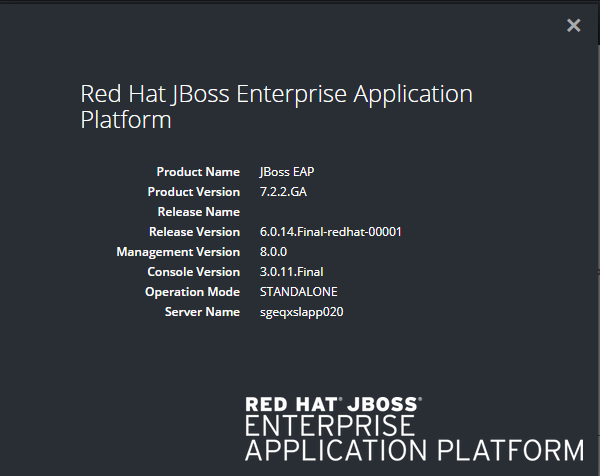 Red Hat JBoss Enterprise Application
Platform
Product Name JBoss EAP
Product Version 7.2.2.GA
Release Name
Release Version 6.0.14.Final-redhat-00001
Management Version 8.0.0
Console Version 3.0.11.Final
Operation Mode STANDALONE
Server Name sgeqxslapp020
RED HAT® JBOSS®
ENTERPRISE
APPLICATION PLATFORM